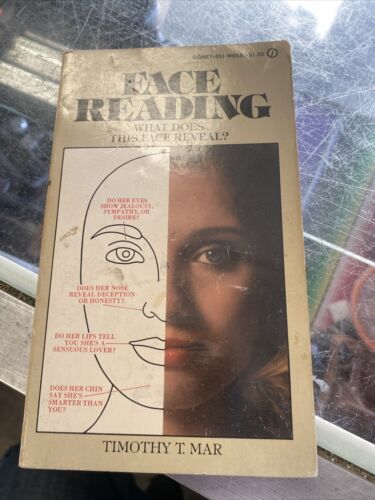 SIGNET•451-W6
$1.50
FACE
READING
WHAT DOES
THIS FACE REVEAL?
DO HER EYES
SHOW JEALOUSY,
SYMPATHY, OR
DESIRE?
DOES HER NOSE
REVEAL DECEPTION
OR HONESTY?
DO HER LIPS TELL
YOU SHE'S A
SENSUOUS LOVER?
DOES HER CHIN
SAY SHE'S
SMARTER THAN
YOU?
TIMOTHY T. MAR